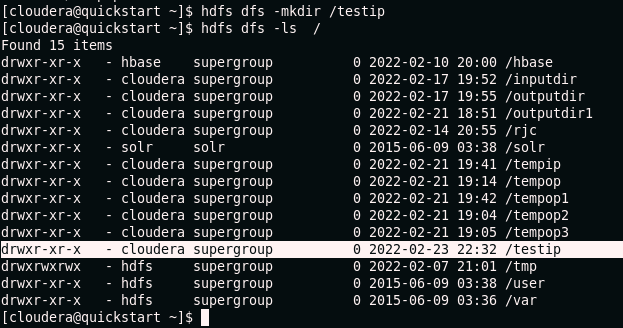 [cloudera@quickstart ~]$ hdfs dfs -mkdir /testip
[cloudera@quickstart ~]$ hdfs dfs -ls  /
Found 15 items
drwxr-xr-x   - hbase    supergroup          0 2022-02-10 20:00 /hbase
drwxr-xr-x   - cloudera supergroup          0 2022-02-17 19:52 /inputdir
drwxr-xr-x   - cloudera supergroup          0 2022-02-17 19:55 /outputdir
drwxr-xr-x   - cloudera supergroup          0 2022-02-21 18:51 /outputdir1
drwxr-xr-x   - cloudera supergroup          0 2022-02-14 20:55 /rjc
drwxr-xr-x   - solr     solr                0 2015-06-09 03:38 /solr
drwxr-xr-x   - cloudera supergroup          0 2022-02-21 19:41 /tempip
drwxr-xr-x   - cloudera supergroup          0 2022-02-21 19:14 /tempop
drwxr-xr-x   - cloudera supergroup          0 2022-02-21 19:42 /tempop1
drwxr-xr-x   - cloudera supergroup          0 2022-02-21 19:04 /tempop2
drwxr-xr-x   - cloudera supergroup          0 2022-02-21 19:05 /tempop3
drwxr-xr-x   - cloudera supergroup          0 2022-02-23 22:32 /testip
drwxrwxrwx   - hdfs     supergroup          0 2022-02-07 21:01 /tmp
drwxr-xr-x   - hdfs     supergroup          0 2015-06-09 03:38 /user
drwxr-xr-x   - hdfs     supergroup          0 2015-06-09 03:36 /var
[cloudera@quickstart ~]$